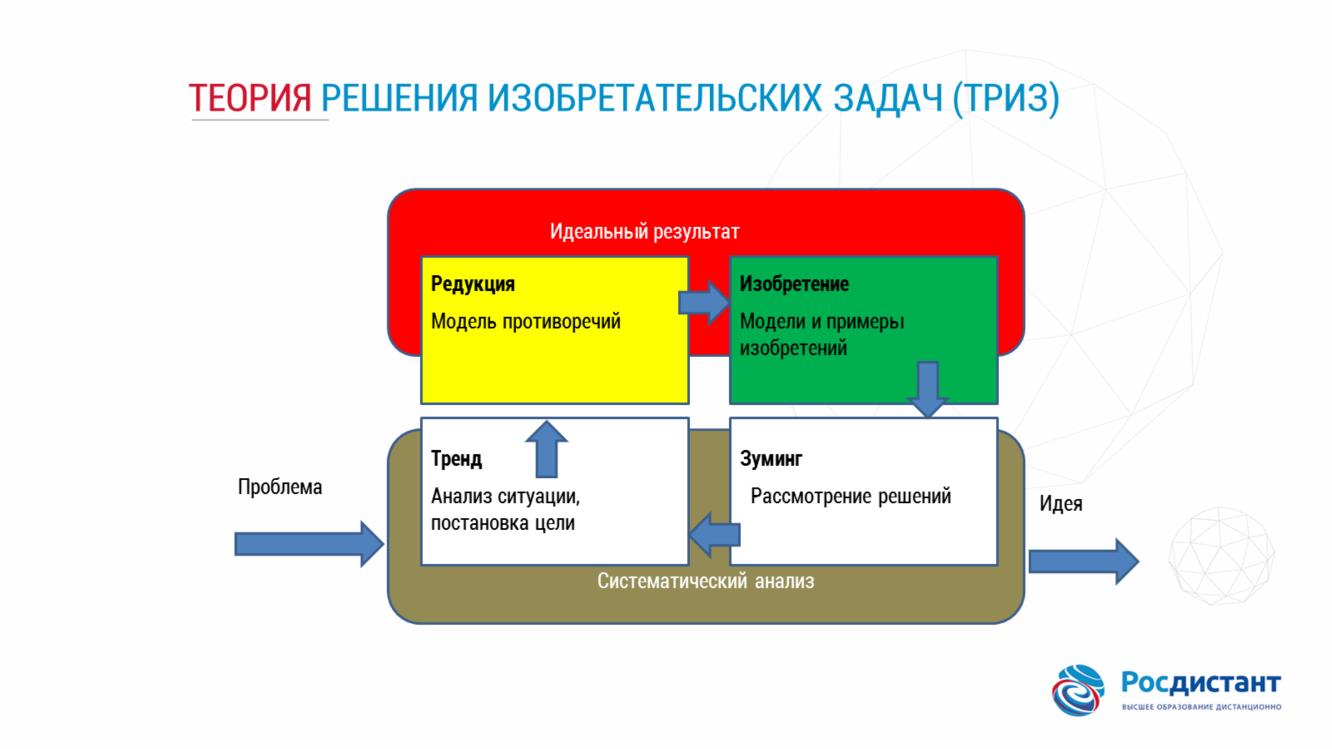 ТЕОРИЯ РЕШЕНИЯ ИЗОБРЕТАТЕЛЬСКИХ ЗАДАЧ (ТРИЗ)
Идеальный результат
Редукция
Модель противоречий
Изобретение
Модели и примеры
изобретений
Проблема
Тренд
Анализ ситуации,
постановка цели
Зуминг
Рассмотрение решений
Идея
Систематический анализ
Росдистант
ВЫСШЕЕ ОБРАЗОВАНИЕ ДИСТАНЦИОННО